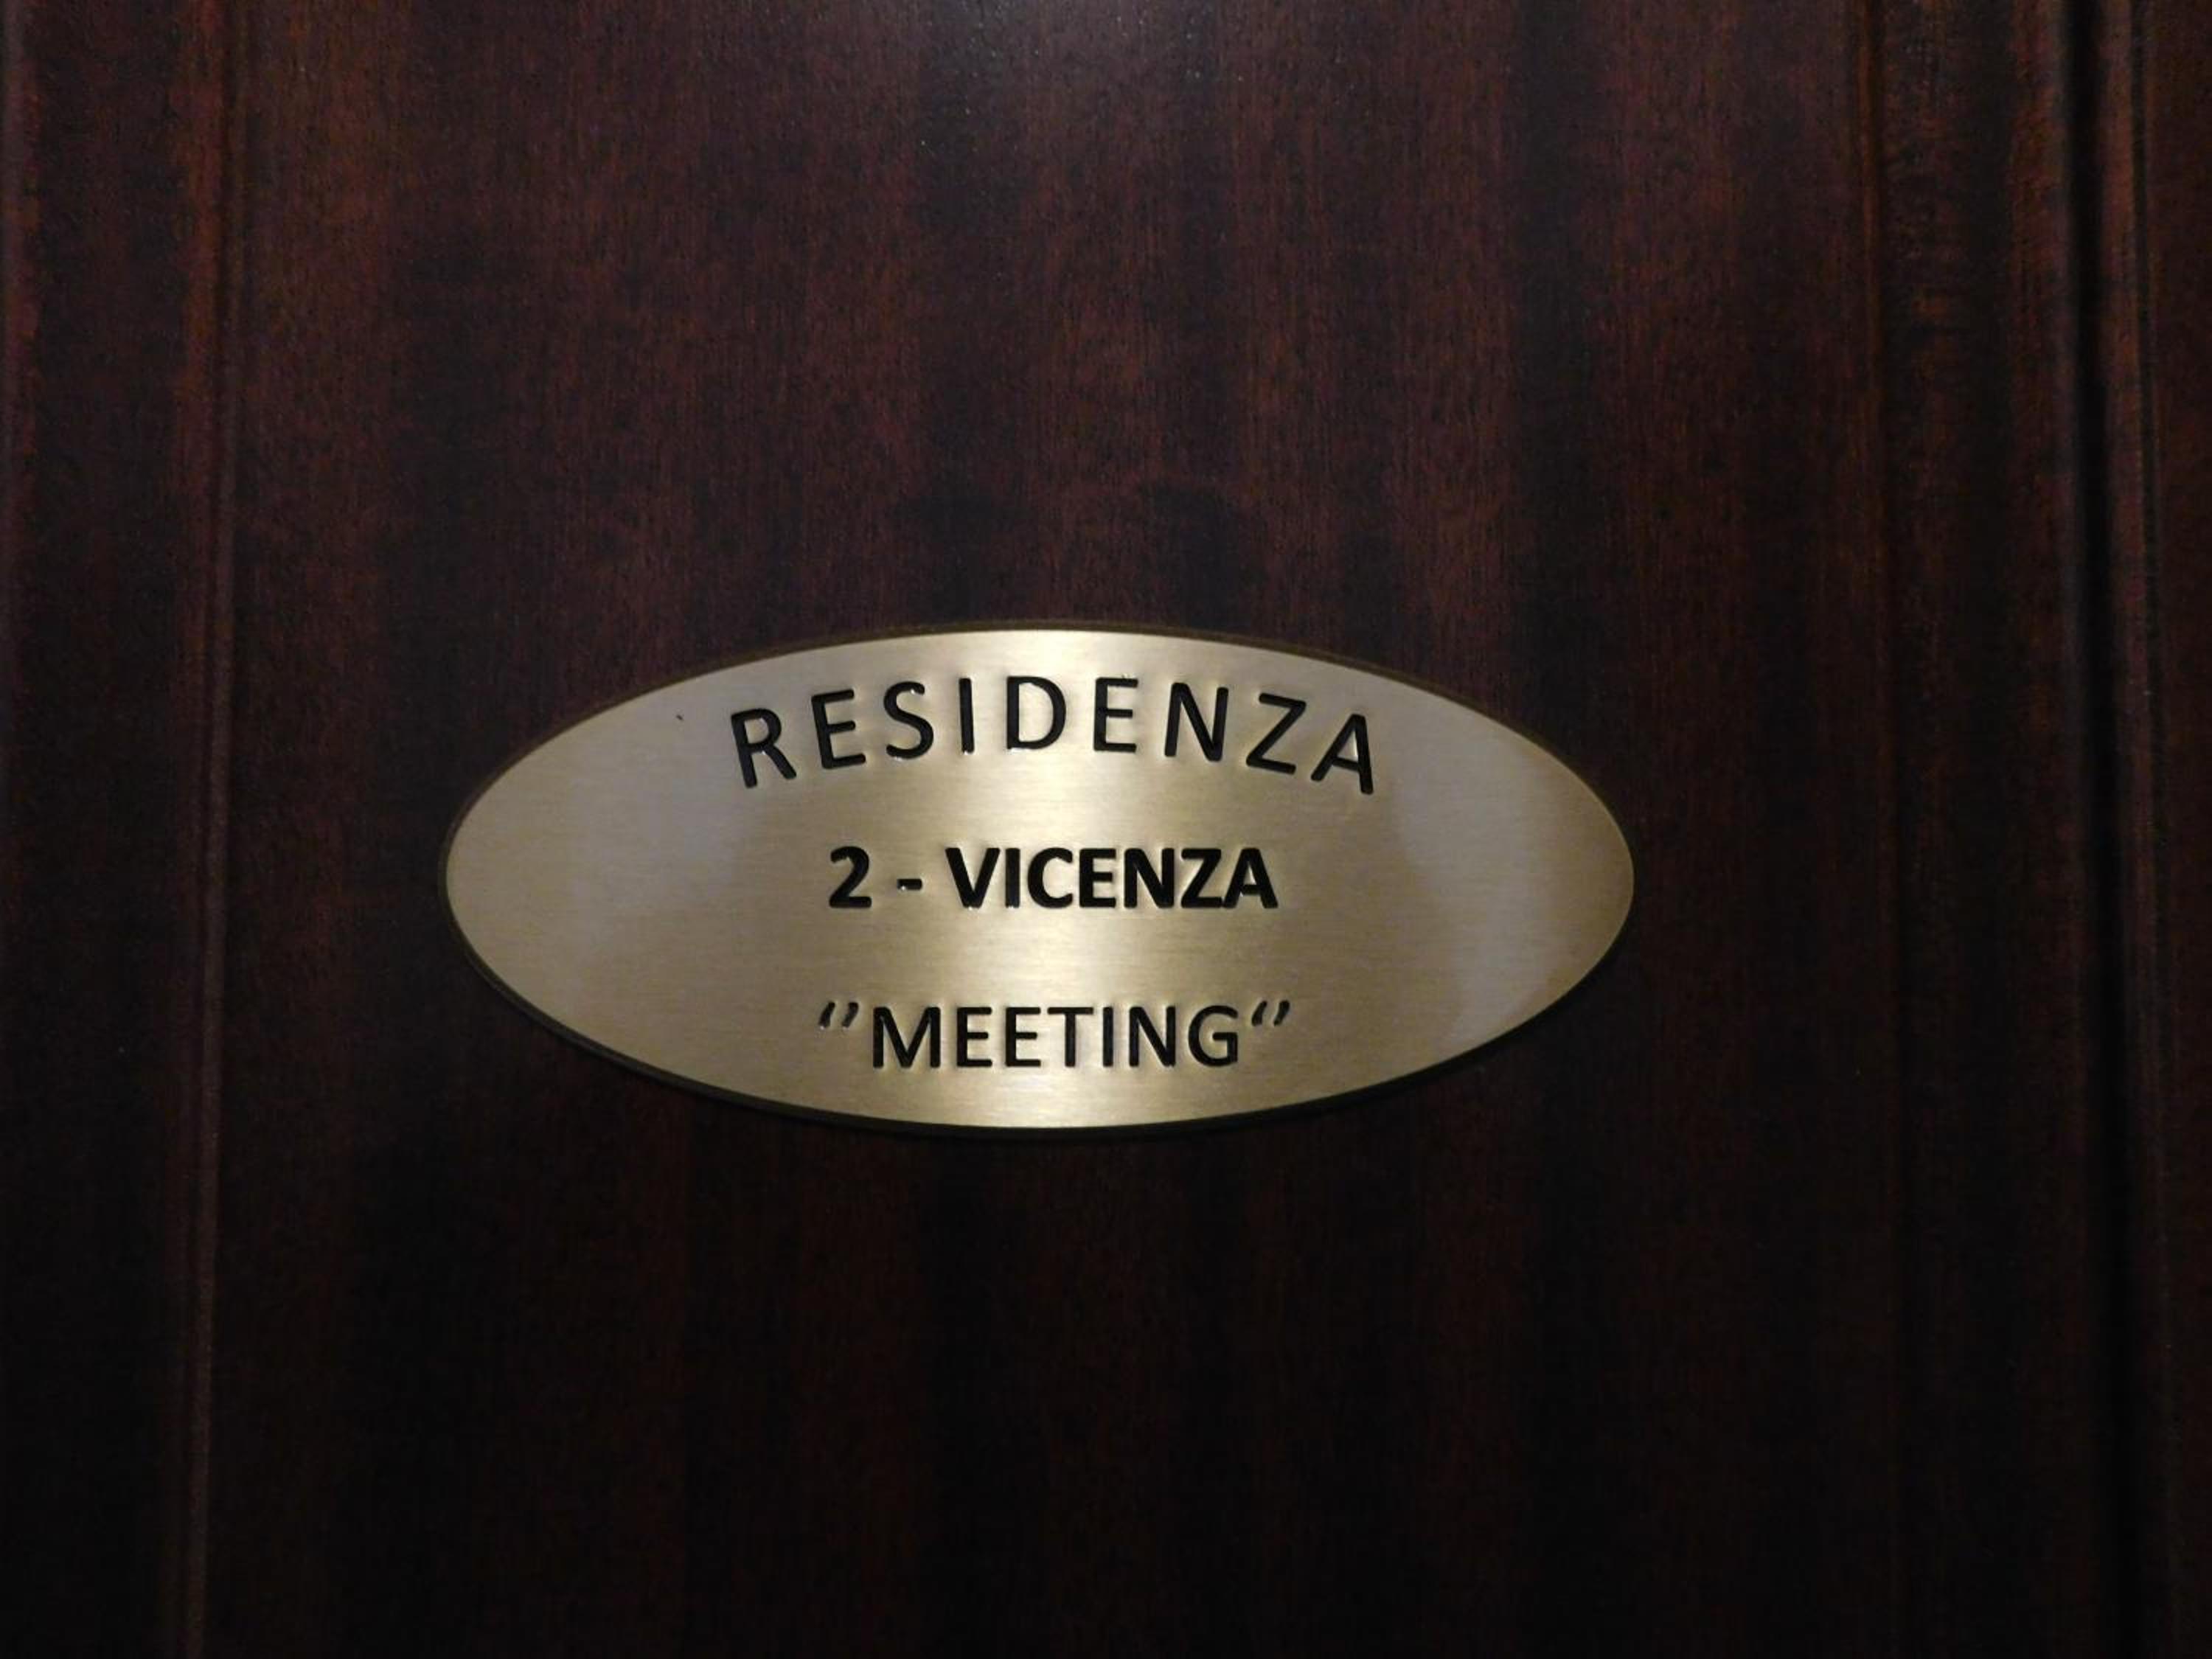 RESIDENZA
2 - VICENZA
‘’MEETING‘’